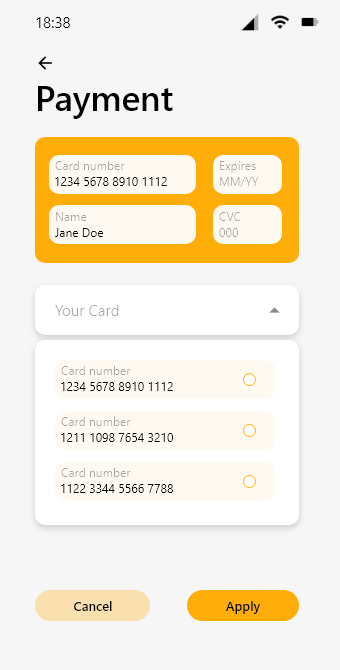 18:38
Payment
Card number
1234 5678 8910 1112
Expires
MM/YY
Name
Jane Doe
CVC
000
Your Card
Card number
1234 5678 8910 1112
Card number
1211 1098 7654 3210
Card number
1122 3344 5566 7788
Cancel
Apply